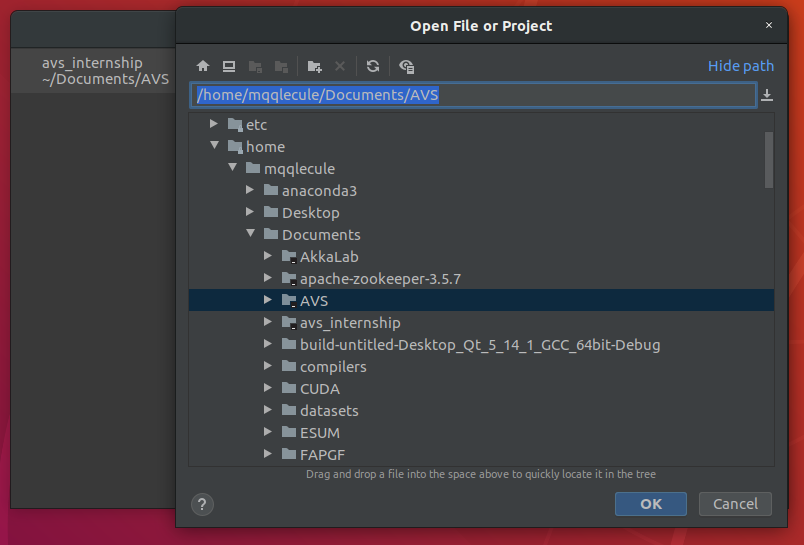 Open File or Project
avs_internship
~/Documents/AVS
Hide path
/home/mqqlecule/Documents/AVS
etc
home
mqqlecule
anaconda3
Desktop
Documents
AkkaLab
apache-zookeeper-3.5.7
AVS
avs_internship
build-untitled-Desktop_Qt_5_14_1_GCC_64bit-Debug
compilers
CUDA
datasets
ESUM
FAPGF
Drag and drop a file into the space above to quickly locate it in the tree
?
OK
Cancel